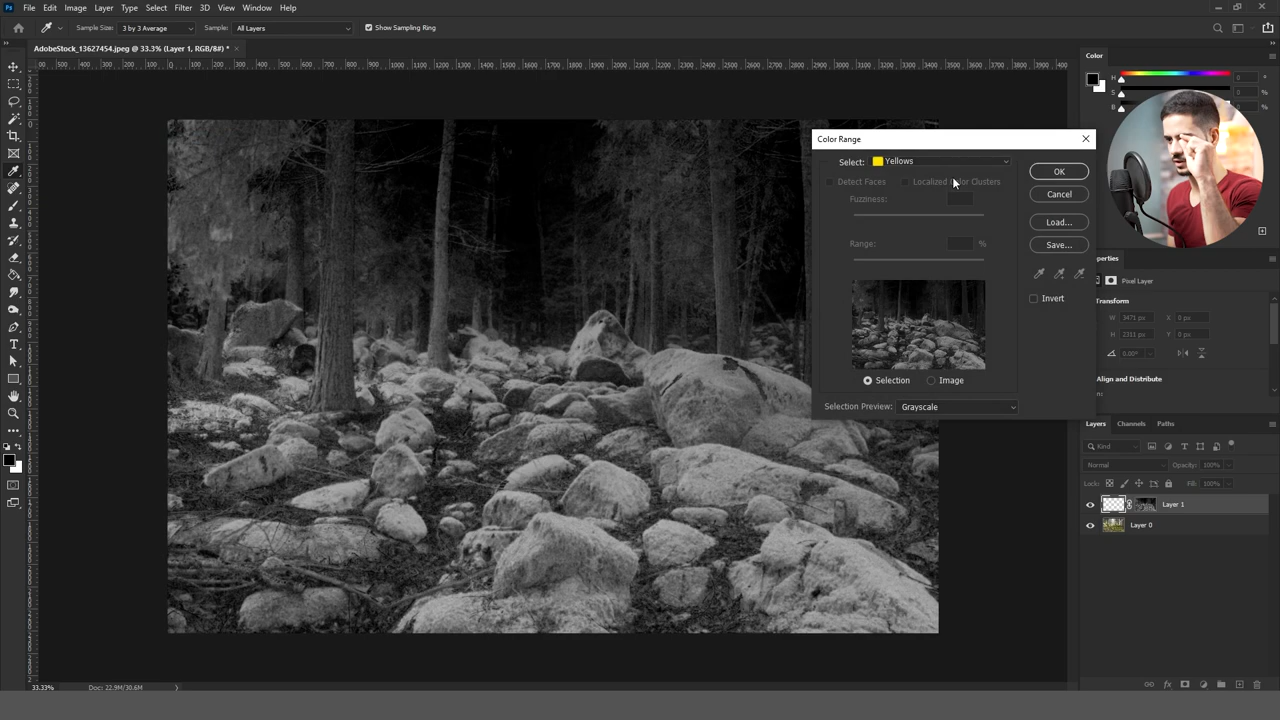 Ps File Edit Image Layer Type Select Filter 3D View Window Help
Sample Size: 3 by 3 Average Sample: All Layers Show Sampling Ring
AdobeStock_13627454.jpeg @ 33.3% (Layer 1, RGB/8#) * ×
Color
H 0 °
S 0 %
B
Color Range
Select: Yellows
Detect Faces Localized Color Clusters
Fuzziness:
Range: %
OK
Cancel
Load...
Save...
Invert
Selection Image
Selection Preview: Grayscale
operties
Pixel Layer
Transform
W 3471 px X 0 px
H 2311 px Y 0 px
0.00°
Align and Distribute
Layers Channels Paths
Kind
Normal Opacity: 100%
Lock: Fill: 100%
Layer 1
Layer 0
33.33% Doc: 22.9M/30.6M